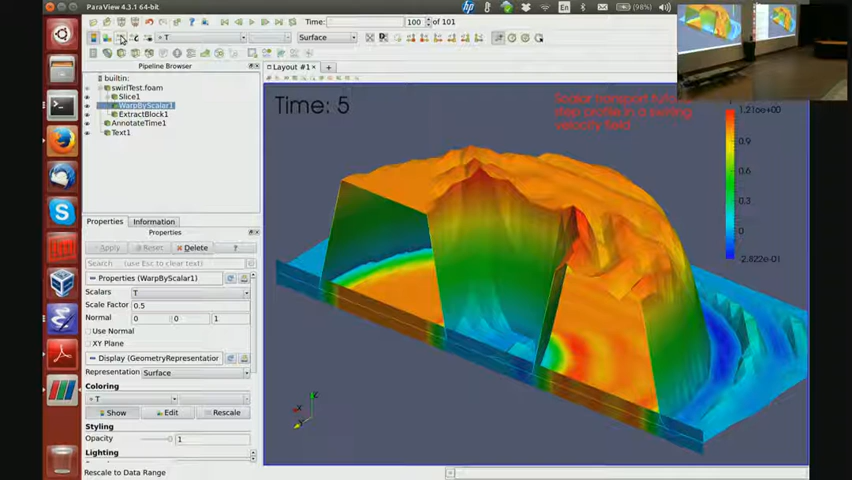 ParaView 4.3.1 64-bit
En
(98%)
Time:
100
of 101
T
Surface
Pipeline Browser
Layout #1
builtin:
swirlTest.foam
Slice1
WarpByScalar1
ExtractBlock1
AnnotateTime1
Text1
Time: 5
Scalar transport
step profile in a swirling
velocity field
1.21e+00
0.9
0.6
0.3
0
-2.822e-01
Properties
Information
Properties
Apply
Reset
Delete
?
Search
(use Esc to clear text)
Properties (WarpByScalar1)
Scalars
T
Scale Factor
0.5
Normal
0
0
1
Use Normal
XY Plane
Display (GeometryRepresentation
Representation
Surface
Coloring
T
Show
Edit
Rescale
Styling
Opacity
1
Lighting
Rescale to Data Range
X
Y
Z